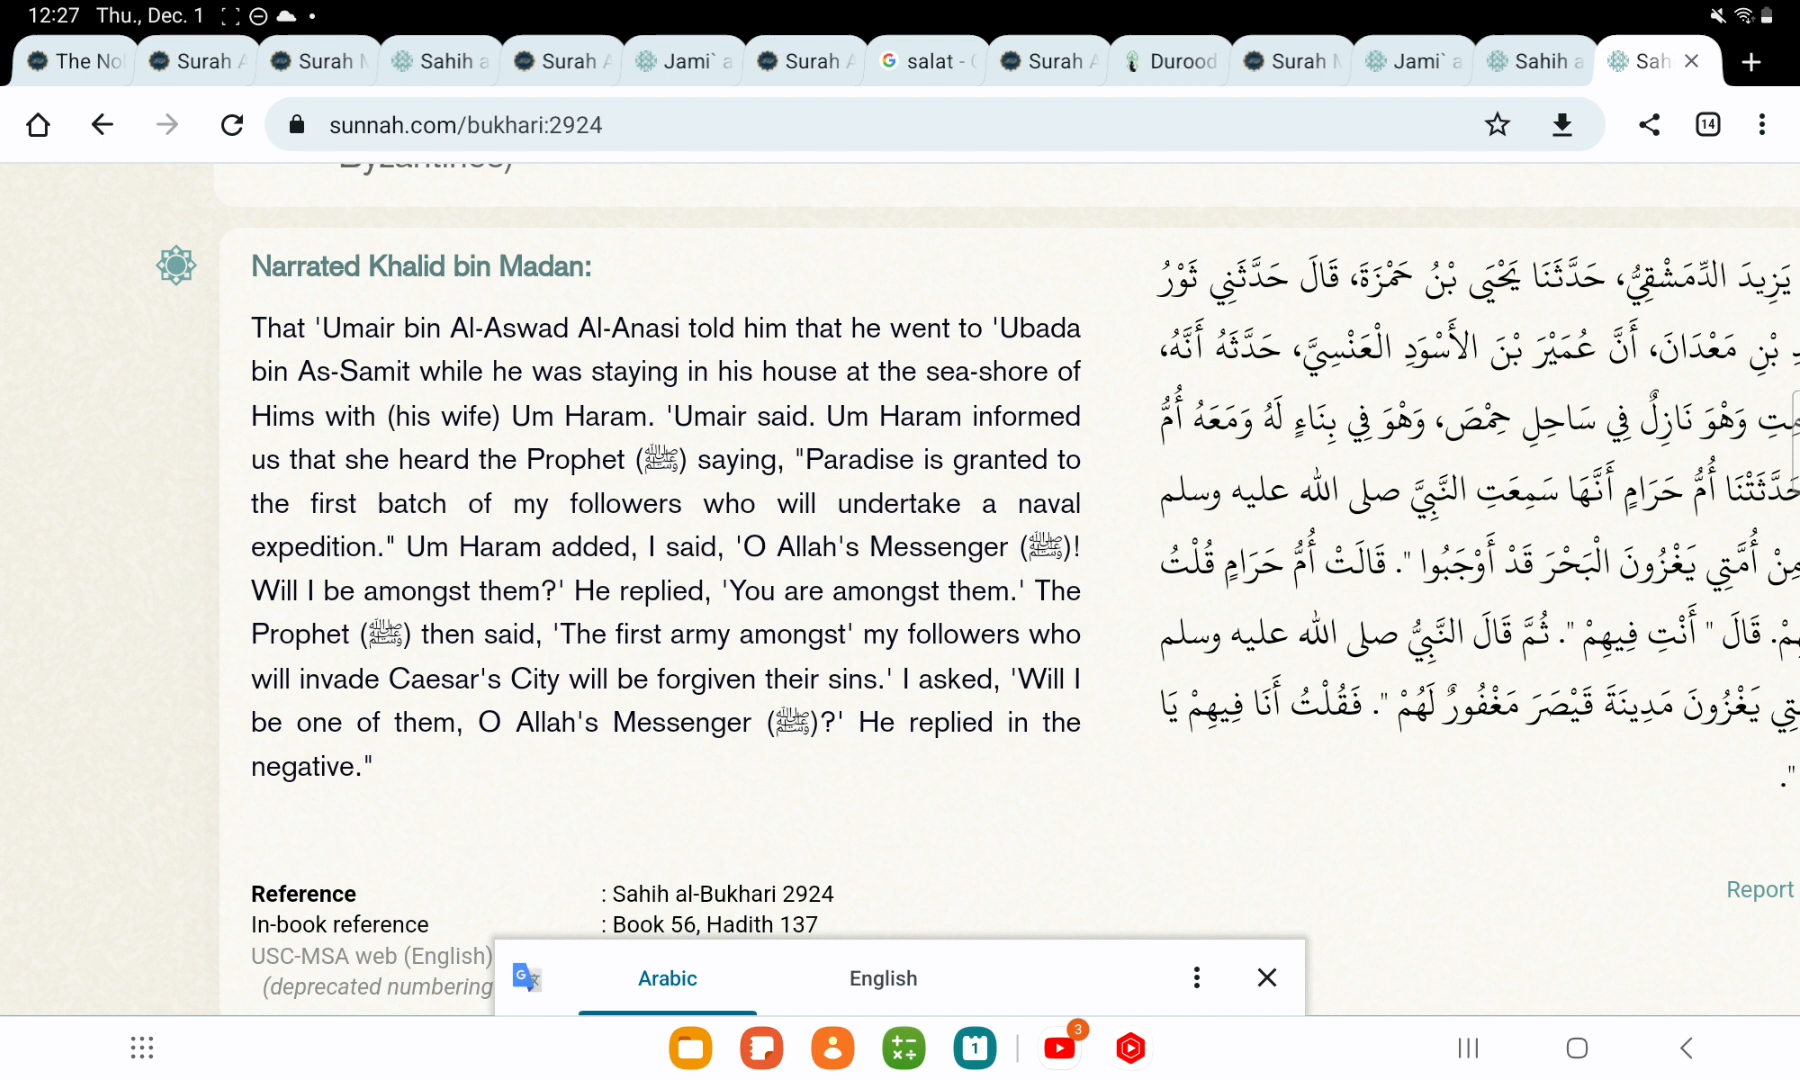 12:27 Thu., Dec. 1
The No
Surah A
Surah M
Sahih a
Surah A
Jami` a
Surah A
salat - G
Surah A
Durood
Surah M
Jami` a
Sahih a
Sah
sunnah.com/bukhari:2924
14
Byzantines)
Narrated Khalid bin Madan:
That 'Umair bin Al-Aswad Al-Anasi told him that he went to 'Ubada
bin As-Samit while he was staying in his house at the sea-shore of
Hims with (his wife) Um Haram. 'Umair said. Um Haram informed
us that she heard the Prophet (ﷺ) saying, "Paradise is granted to
the first batch of my followers who will undertake a naval
expedition." Um Haram added, I said, 'O Allah's Messenger (ﷺ)!
Will I be amongst them?' He replied, 'You are amongst them.' The
Prophet (ﷺ) then said, 'The first army amongst' my followers who
will invade Caesar's City will be forgiven their sins.' I asked, 'Will I
be one of them, O Allah's Messenger (ﷺ)?' He replied in the
negative."
يَزِيدَ الدِّمَشْقِيُّ، حَدَّثَنَا يَحْيَى بْنُ حَمْزَةَ، قَالَ حَدَّثَنِي ثَوْرُ
بْنِ مَعْدَانَ، أَنَّ عُمَيْرَ بْنَ الأَسْوَدِ الْعَنْسِيَّ، حَدَّثَهُ أَنَّهُ،
وَهْوَ نَازِلٌ فِي سَاحِلِ حِمْصَ، وَهْوَ فِي بِنَاءٍ لَهُ وَمَعَهُ أُمُّ
حَدَّثَتْنَا أُمُّ حَرَامٍ أَنَّهَا سَمِعَتِ النَّبِيَّ صلى الله عليه وسلم
مِنْ أُمَّتِي يَغْزُونَ الْبَحْرَ قَدْ أَوْجَبُوا ". قَالَتْ أُمُّ حَرَامٍ قُلْتُ
قَالَ " أَنْتِ فِيهِمْ ". ثُمَّ قَالَ النَّبِيُّ صلى الله عليه وسلم
يَغْزُونَ مَدِينَةَ قَيْصَرَ مَغْفُورٌ لَهُمْ ". فَقُلْتُ أَنَا فِيهِمْ يَا
".
Reference : Sahih al-Bukhari 2924
In-book reference : Book 56, Hadith 137
USC-MSA web (English)
(deprecated numbering
Report
Arabic
English
1
3